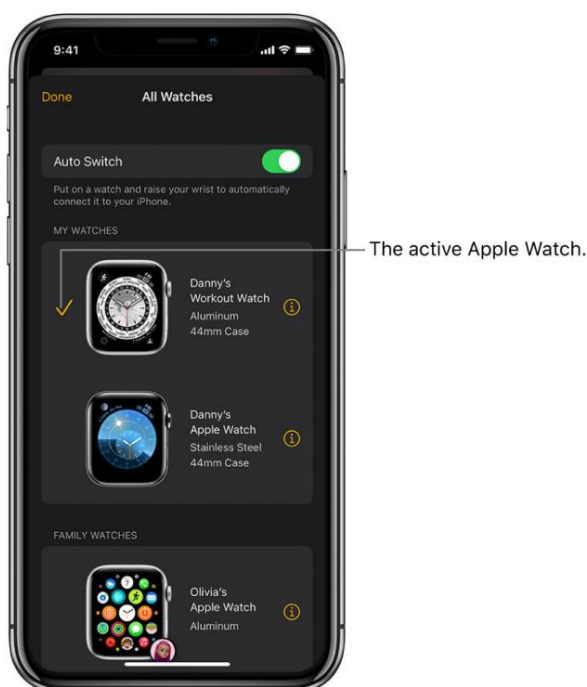 9:41
Done
All Watches
Auto Switch
Put on a watch and raise your wrist to automatically
connect it to your iPhone.
MY WATCHES
The active Apple Watch.
Danny's
Workout Watch
Aluminum
44mm Case
Danny's
Apple Watch
Stainless Steel
44mm Case
FAMILY WATCHES
Olivia's
Apple Watch
Aluminum